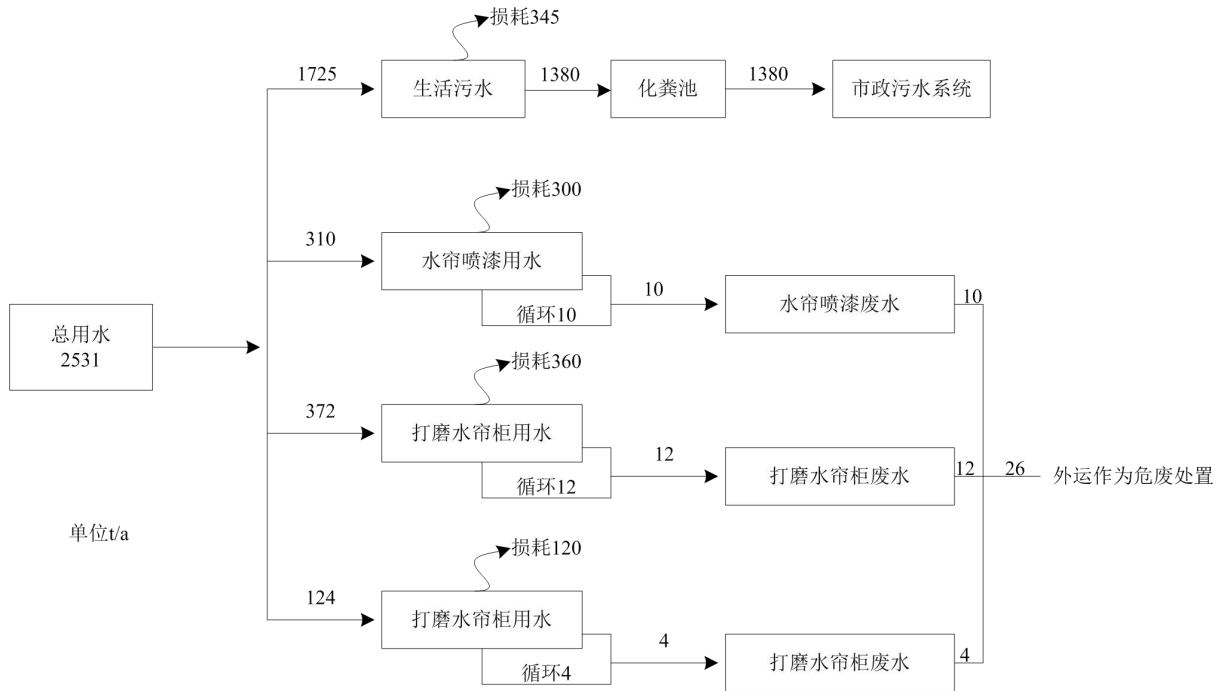 损耗345
1725
生活污水
1380
化粪池
1380
市政污水系统
损耗300
310
水帘喷漆用水
循环10
10
水帘喷漆废水
10
总用水
2531
损耗360
372
打磨水帘柜用水
循环12
12
打磨水帘柜废水
12
26
外运作为危废处置
单位t/a
损耗120
124
打磨水帘柜用水
循环4
4
打磨水帘柜废水
4